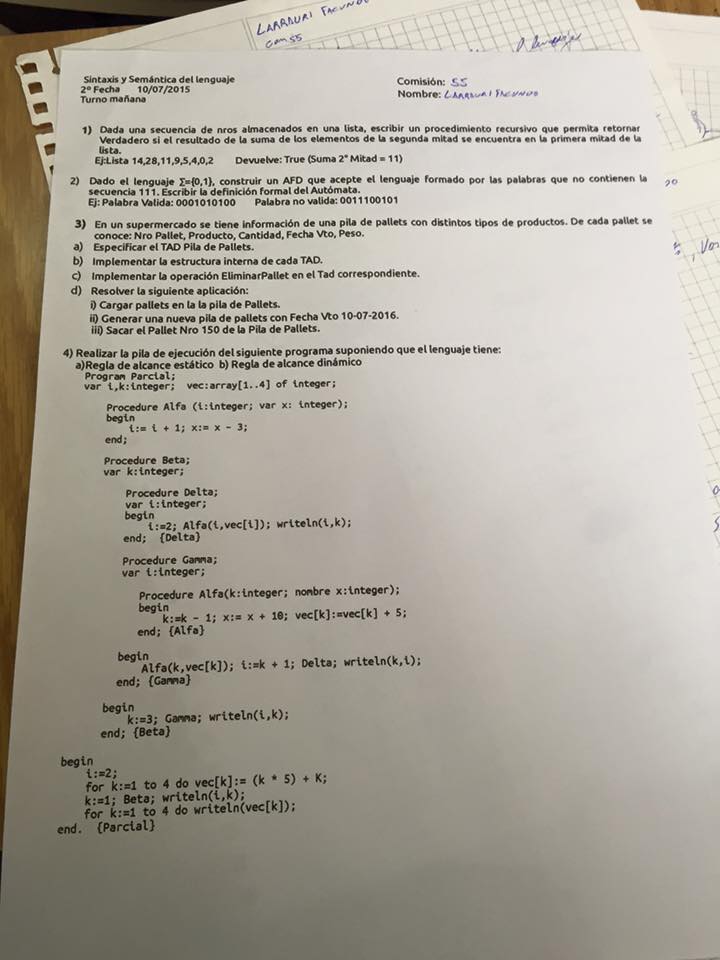 LARRAURI FACUNDO
com 55
Sintaxis y Semántica del lenguaje
2º Fecha 10/07/2015
Turno mañana
Comisión: 55
Nombre: LARRAURI FACUNDO
1) Dada una secuencia de nros almacenados en una lista, escribir un procedimiento recursivo que permita retornar
Verdadero si el resultado de la suma de los elementos de la segunda mitad se encuentra en la primera mitad de la
lista.
Ej:Lista 14,28,11,9,5,4,0,2 Devuelve: True (Suma 2º Mitad = 11)
2) Dado el lenguaje Σ={0,1}, construir un AFD que acepte el lenguaje formado por las palabras que no contienen la
secuencia 111. Escribir la definición formal del Autómata.
Ej: Palabra Valida: 0001010100 Palabra no valida: 0011100101
3) En un supermercado se tiene información de una pila de pallets con distintos tipos de productos. De cada pallet se
conoce: Nro Pallet, Producto, Cantidad, Fecha Vto, Peso.
a) Especificar el TAD Pila de Pallets.
b) Implementar la estructura interna de cada TAD.
c) Implementar la operación EliminarPallet en el Tad correspondiente.
d) Resolver la siguiente aplicación:
i) Cargar pallets en la la pila de Pallets.
ii) Generar una nueva pila de pallets con Fecha Vto 10-07-2016.
iii) Sacar el Pallet Nro 150 de la Pila de Pallets.
4) Realizar la pila de ejecución del siguiente programa suponiendo que el lenguaje tiene:
a)Regla de alcance estático b) Regla de alcance dinámico
Program Parcial;
var i,k:integer; vec:array[1..4] of integer;
Procedure Alfa (i:integer; var x: integer);
begin
i:= i + 1; x:= x - 3;
end;
Procedure Beta;
var k:integer;
Procedure Delta;
var i:integer;
begin
i:=2; Alfa(i,vec[i]); writeln(i,k);
end; {Delta}
Procedure Gamma;
var i:integer;
Procedure Alfa(k:integer; nombre x:integer);
begin
k:=k - 1; x:= x + 10; vec[k]:=vec[k] + 5;
end; {Alfa}
begin
Alfa(k,vec[k]); i:=k + 1; Delta; writeln(k,i);
end; {Gamma}
begin
k:=3; Gamma; writeln(i,k);
end; {Beta}
begin
i:=2;
for k:=1 to 4 do vec[k]:= (k * 5) + K;
k:=1; Beta; writeln(i,k);
for k:=1 to 4 do writeln(vec[k]);
end. {Parcial}